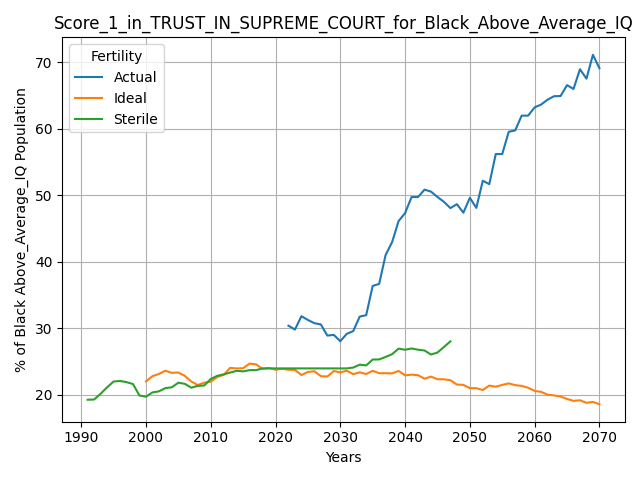 Score_1_in_TRUST_IN_SUPREME_COURT_for_Black_Above_Average_IQ
Fertility
Actual
Ideal
Sterile
% of Black Above_Average_IQ Population
70
60
50
40
30
20
1990 2000 2010 2020 2030 2040 2050 2060 2070
Years